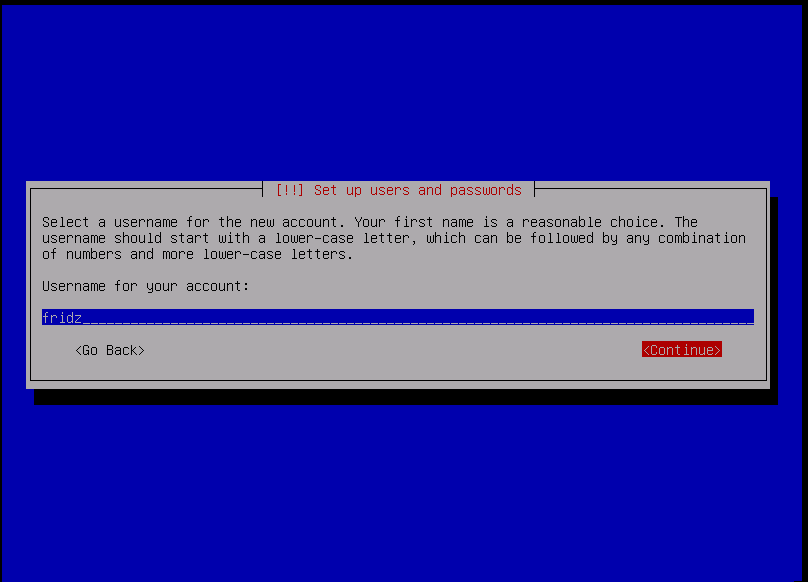 [!!] Set up users and passwords
Select a username for the new account. Your first name is a reasonable choice. The
username should start with a lower-case letter, which can be followed by any combination
of numbers and more lower-case letters.
Username for your account:
fridz
<Go Back> <Continue>